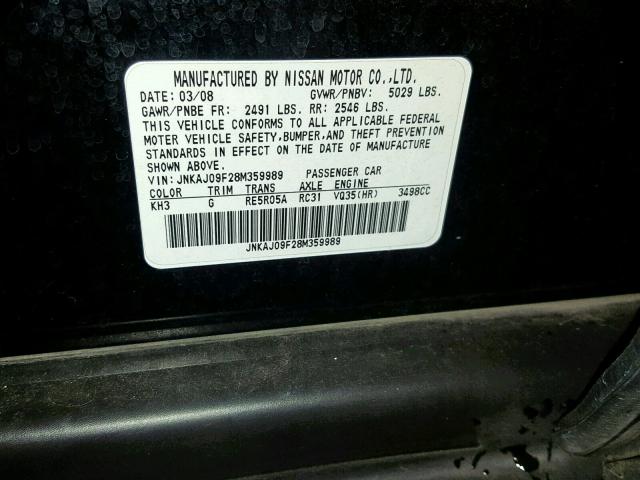 MANUFACTURED BY NISSAN MOTOR CO.,LTD.
DATE: 03/08 GVWR/PNBV: 5029 LBS.
GAWR/PNBE FR: 2491 LBS. RR: 2546 LBS.
THIS VEHICLE CONFORMS TO ALL APPLICABLE FEDERAL
MOTER VEHICLE SAFETY,BUMPER,AND THEFT PREVENTION
STANDARDS IN EFFECT ON THE DATE OF MANUFACTURE
SHOWN ABOVE.
VIN: JNKAJ09F28M359989 PASSENGER CAR
COLOR TRIM TRANS AXLE ENGINE
KH3 G RE5R05A RC31 VQ35(HR) 3498CC
JNKAJ09F28M359989